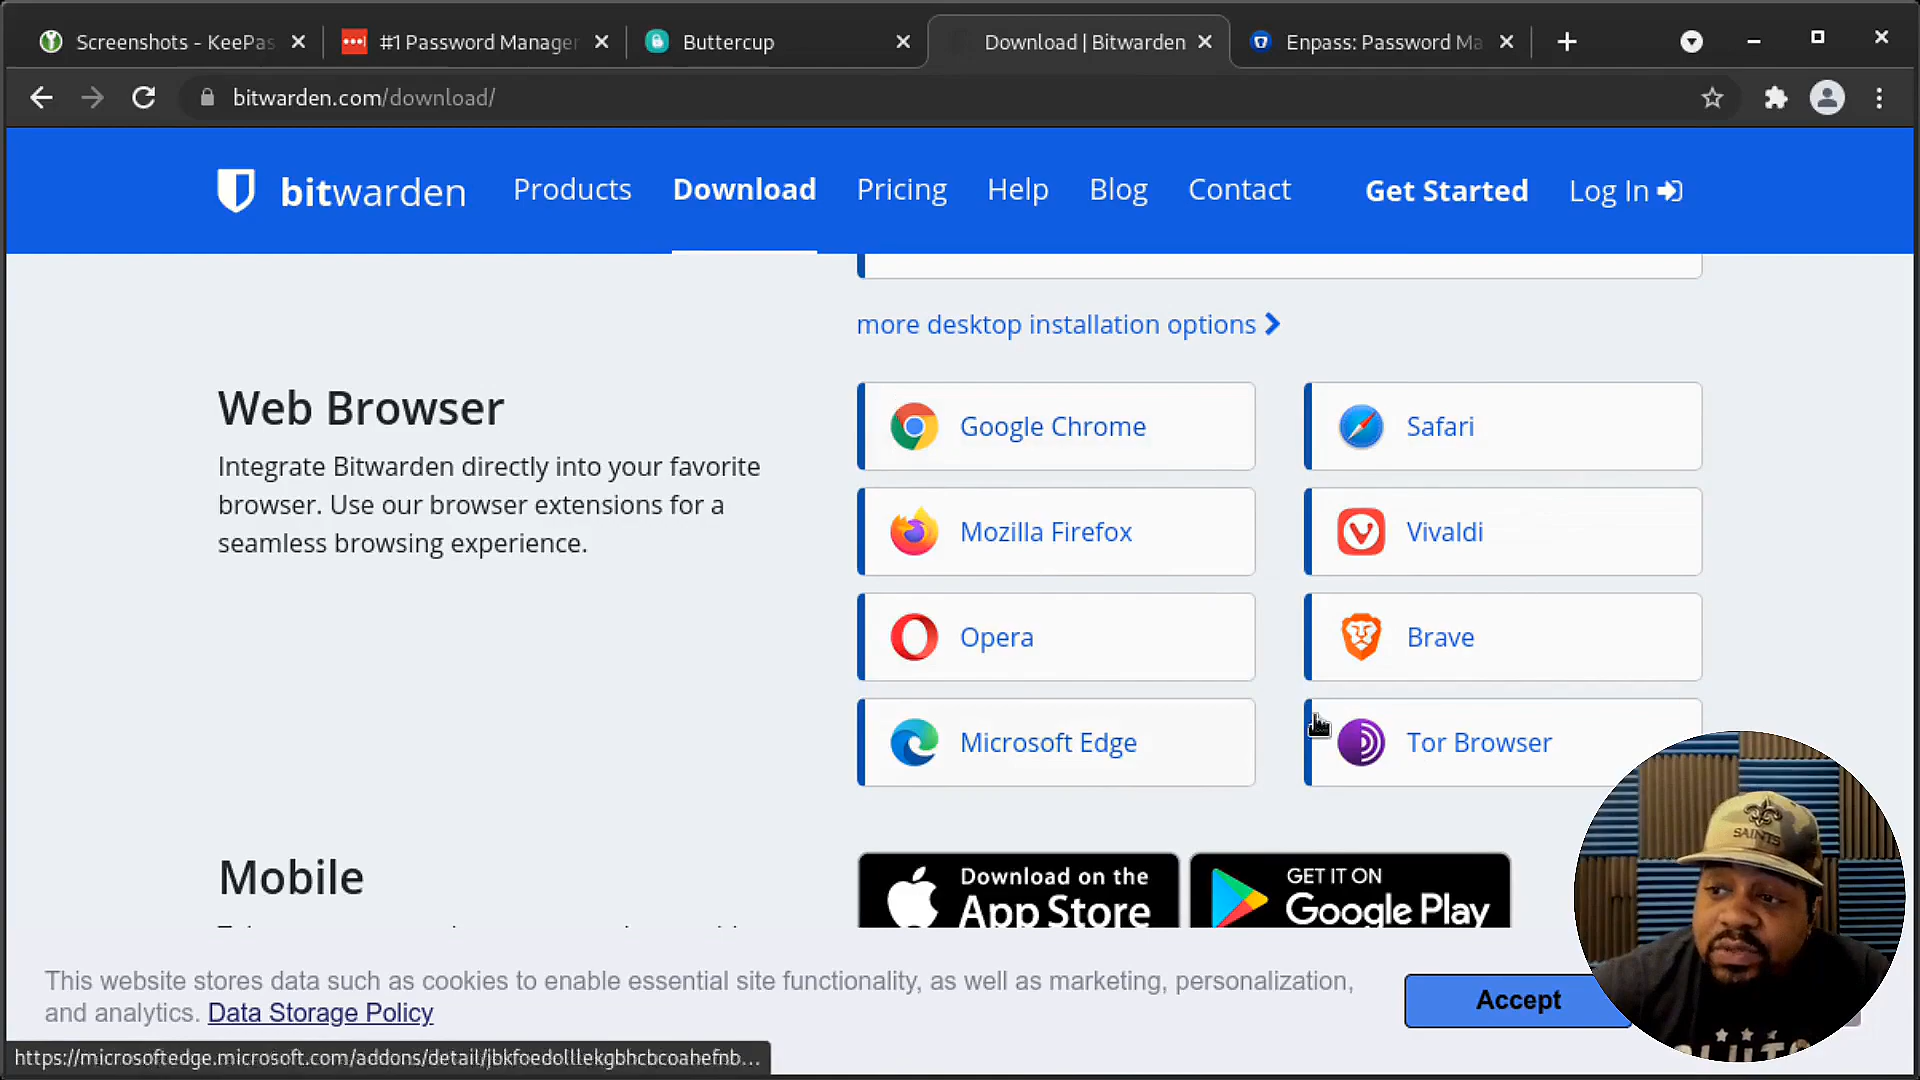 Screenshots - KeePas
#1 Password Manager
Buttercup
Download | Bitwarden
Enpass: Password Ma
bitwarden.com/download/
bitwarden
Products
Download
Pricing
Help
Blog
Contact
Get Started
Log In
more desktop installation options
Web Browser
Integrate Bitwarden directly into your favorite
browser. Use our browser extensions for a
seamless browsing experience.
Google Chrome
Safari
Mozilla Firefox
Vivaldi
Opera
Brave
Microsoft Edge
Tor Browser
Mobile
Download on the
App Store
GET IT ON
Google Play
This website stores data such as cookies to enable essential site functionality, as well as marketing, personalization,
and analytics. Data Storage Policy
Accept
https://microsoftedge.microsoft.com/addons/detail/jbkfoedolllekgbhcbcoahefnb...
SAINTS